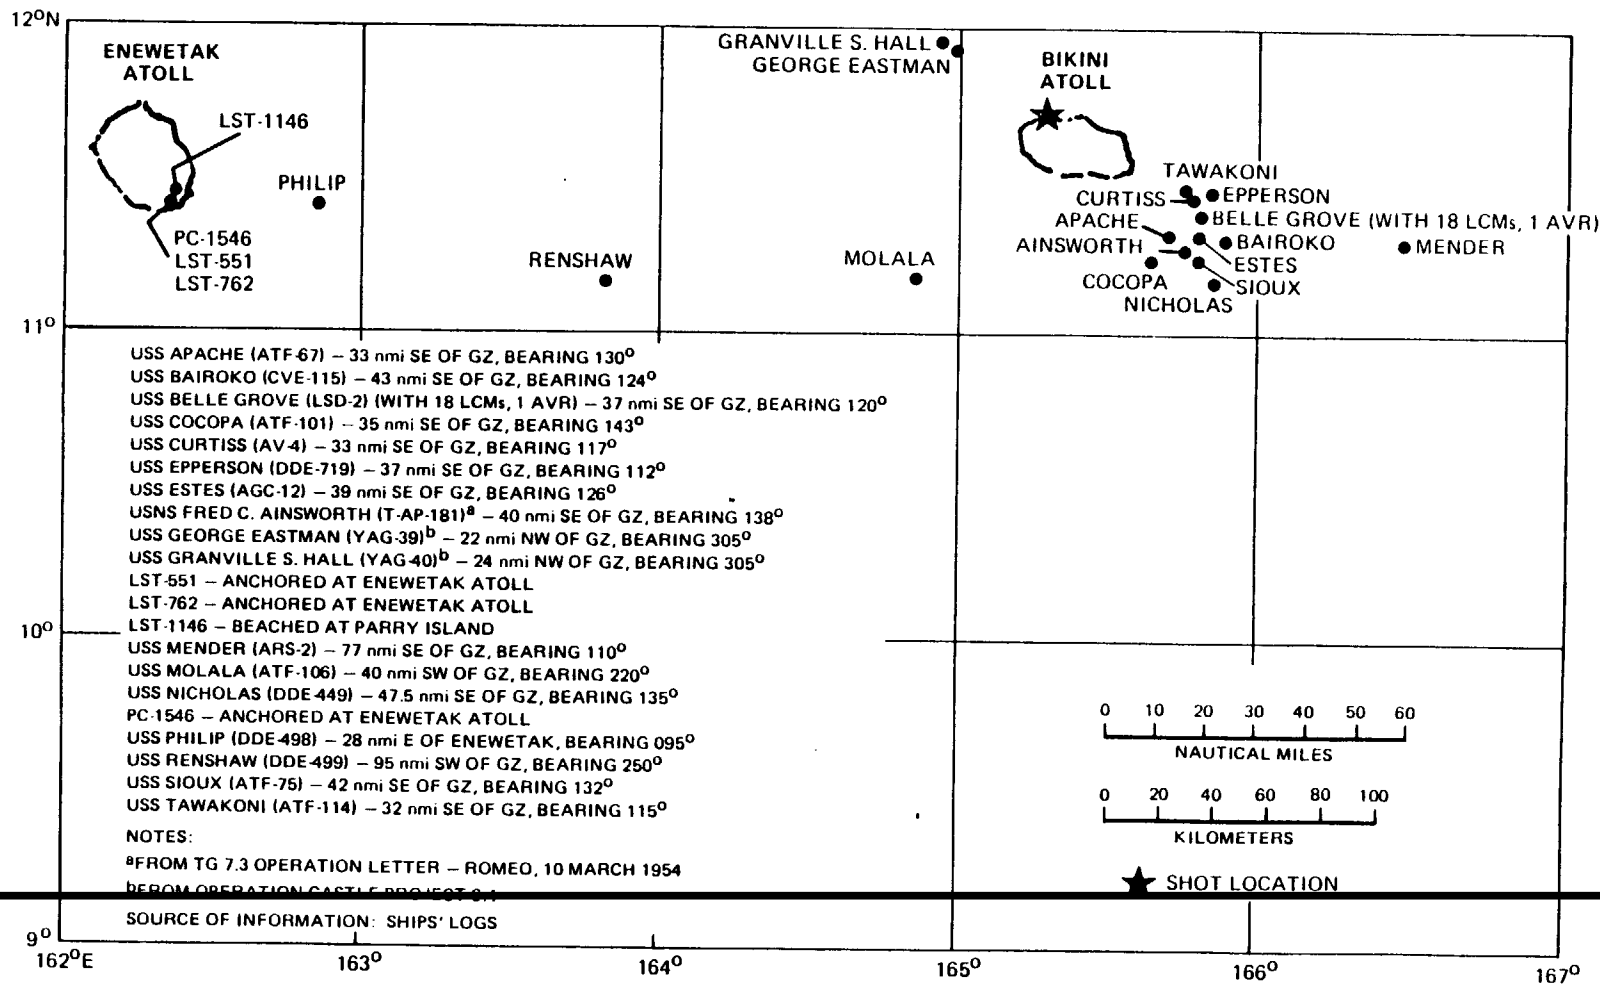 12°N
ENEWETAK
ATOLL
LST-1146
PHILIP
PC-1546
LST-551
LST-762
GRANVILLE S. HALL
GEORGE EASTMAN
BIKINI
ATOLL
RENSHAW
MOLALA
TAWAKONI
CURTISS
EPPERSON
APACHE
BELLE GROVE (WITH 18 LCMs, 1 AVR)
AINSWORTH
BAIROKO
MENDER
ESTES
COCOPA
SIOUX
NICHOLAS
11°
USS APACHE (ATF-67) – 33 nmi SE OF GZ, BEARING 130°
USS BAIROKO (CVE-115) – 43 nmi SE OF GZ, BEARING 124°
USS BELLE GROVE (LSD-2) (WITH 18 LCMs, 1 AVR) – 37 nmi SE OF GZ, BEARING 120°
USS COCOPA (ATF-101) – 35 nmi SE OF GZ, BEARING 143°
USS CURTISS (AV-4) – 33 nmi SE OF GZ, BEARING 117°
USS EPPERSON (DDE-719) – 37 nmi SE OF GZ, BEARING 112°
USS ESTES (AGC-12) – 39 nmi SE OF GZ, BEARING 126°
USNS FRED C. AINSWORTH (T-AP-181)ᵃ – 40 nmi SE OF GZ, BEARING 138°
USS GEORGE EASTMAN (YAG-39)ᵇ – 22 nmi NW OF GZ, BEARING 305°
USS GRANVILLE S. HALL (YAG-40)ᵇ – 24 nmi NW OF GZ, BEARING 305°
LST-551 – ANCHORED AT ENEWETAK ATOLL
LST-762 – ANCHORED AT ENEWETAK ATOLL
10°
LST-1146 – BEACHED AT PARRY ISLAND
USS MENDER (ARS-2) – 77 nmi SE OF GZ, BEARING 110°
USS MOLALA (ATF-106) – 40 nmi SW OF GZ, BEARING 220°
USS NICHOLAS (DDE-449) – 47.5 nmi SE OF GZ, BEARING 135°
PC-1546 – ANCHORED AT ENEWETAK ATOLL
USS PHILIP (DDE-498) – 28 nmi E OF ENEWETAK, BEARING 095°
USS RENSHAW (DDE-499) – 95 nmi SW OF GZ, BEARING 250°
USS SIOUX (ATF-75) – 42 nmi SE OF GZ, BEARING 132°
USS TAWAKONI (ATF-114) – 32 nmi SE OF GZ, BEARING 115°
NOTES:
ᵃFROM TG 7.3 OPERATION LETTER – ROMEO, 10 MARCH 1954
ᵇFROM OPERATION CASTLE PROJECT
SOURCE OF INFORMATION: SHIPS' LOGS
0 10 20 30 40 50 60
NAUTICAL MILES
0 20 40 60 80 100
KILOMETERS
SHOT LOCATION
9°
162°E 163° 164° 165° 166° 167°